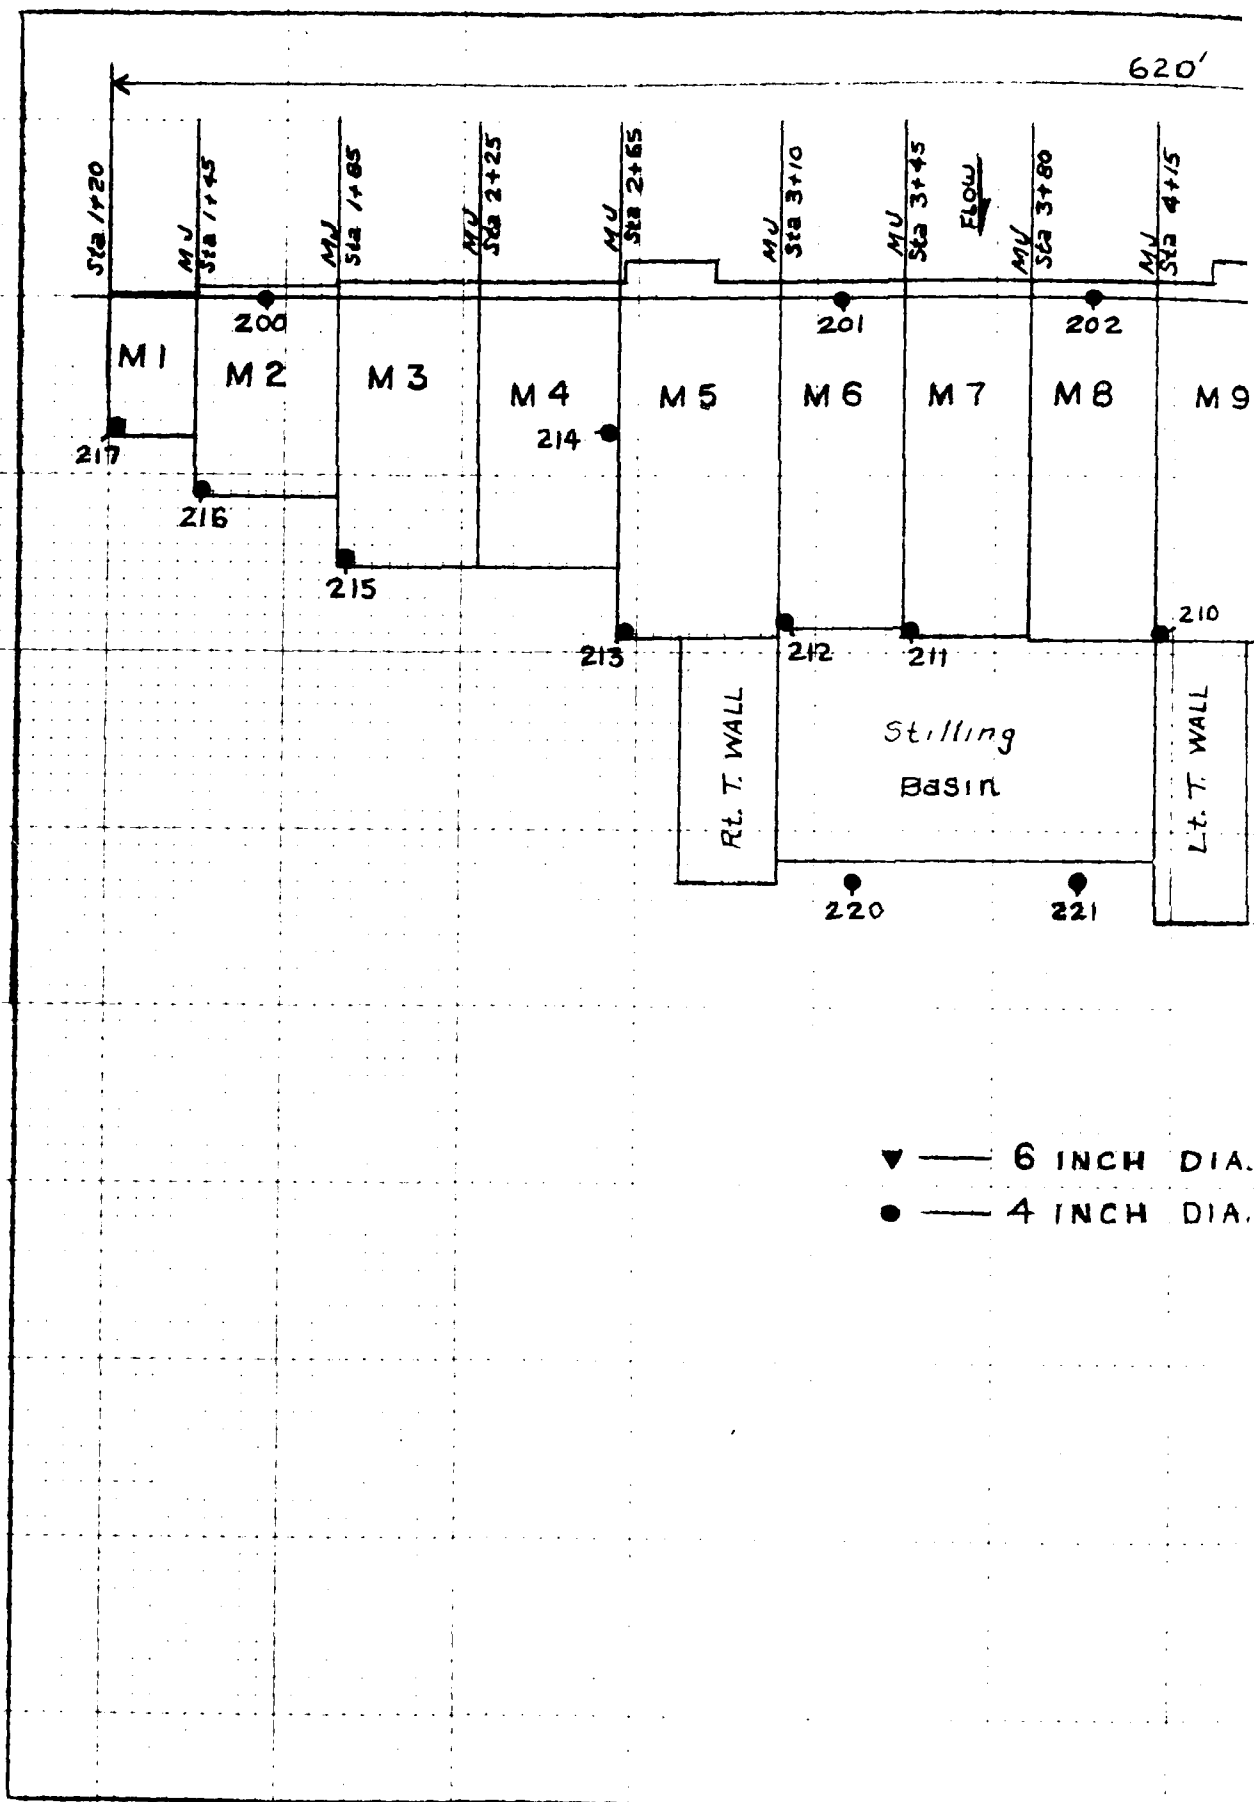 620'
Sta 1+20
MJ
Sta 1+45
MJ
Sta 1+85
MJ
Sta 2+25
MJ
Sta 2+65
MJ
Sta 3+10
MJ
Sta 3+45
FLOW
MJ
Sta 3+80
MJ
Sta 4+15
200
201
202
M1
M2
M3
M4
M5
M6
M7
M8
M9
217
214
216
215
213
212
211
210
Rt. T. WALL
Stilling
Basin
Lt. T. WALL
220
221
6 INCH DIA.
4 INCH DIA.